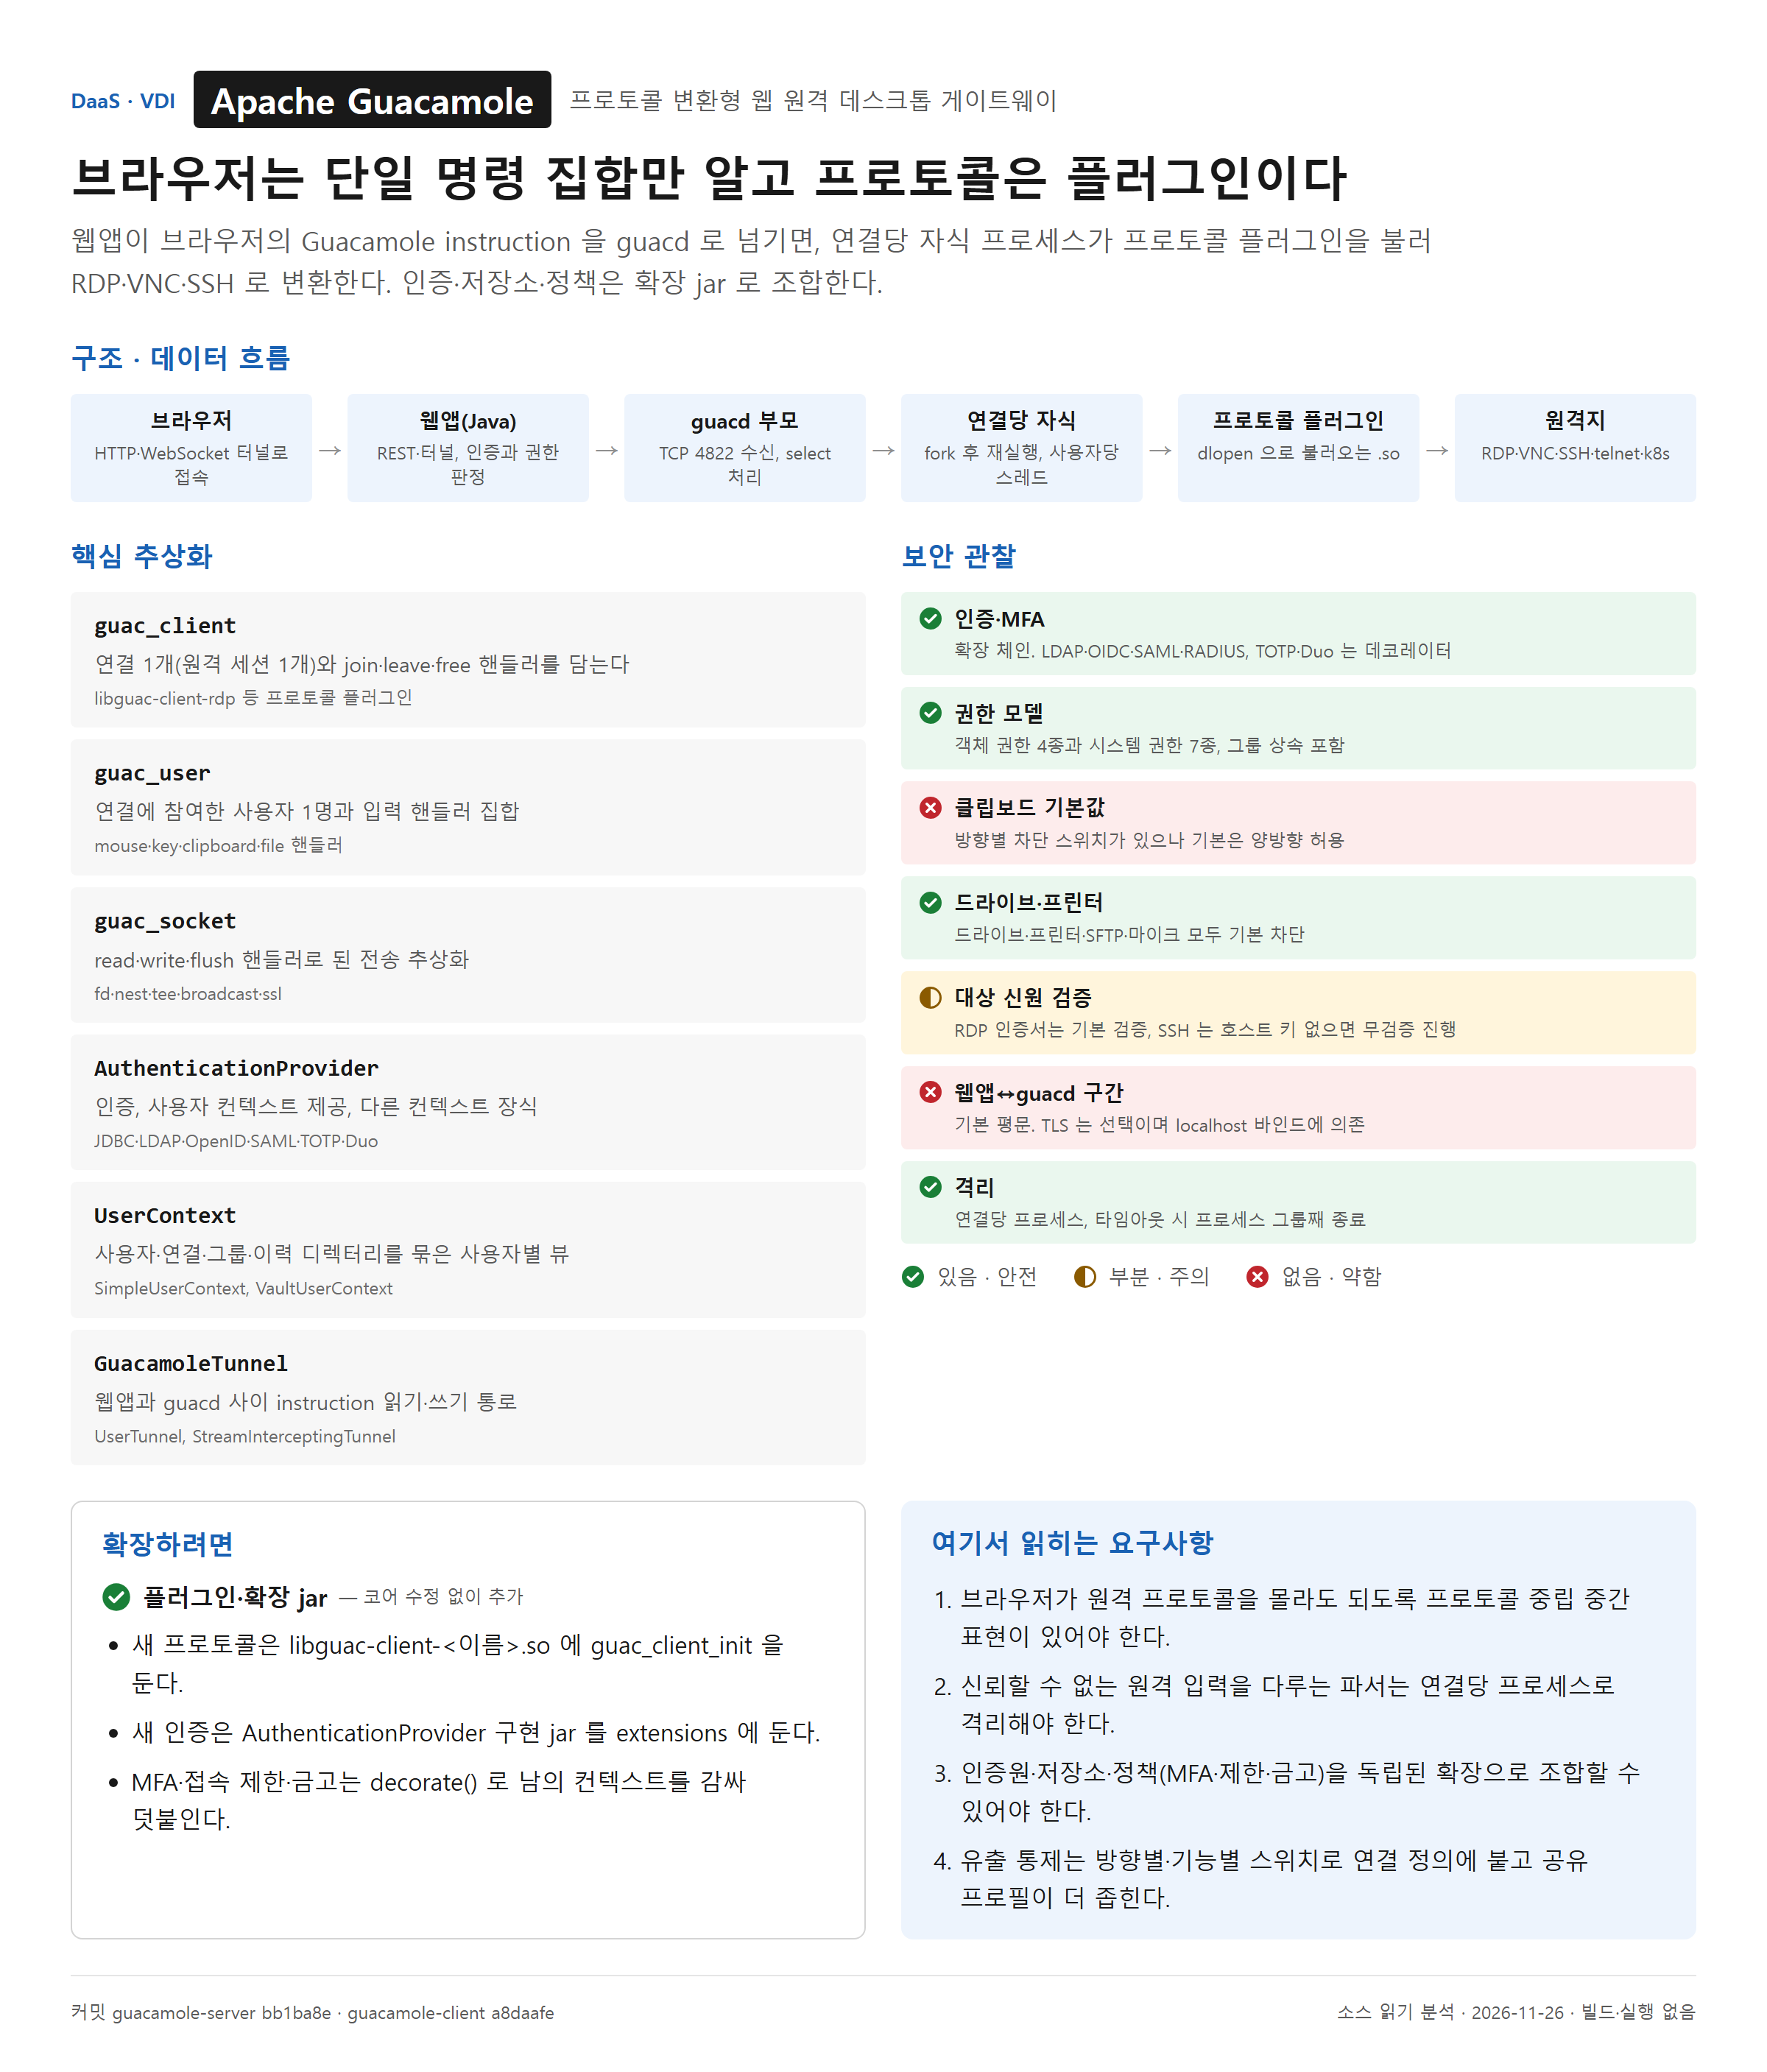 DaaS · VDI Apache Guacamole 프로토콜 변환형 웹 원격 데스크톱 게이트웨이
브라우저는 단일 명령 집합만 알고 프로토콜은 플러그인이다
웹앱이 브라우저의 Guacamole instruction 을 guacd 로 넘기면, 연결당 자식 프로세스가 프로토콜 플러그인을 불러
RDP·VNC·SSH 로 변환한다. 인증·저장소·정책은 확장 jar 로 조합한다.
구조 · 데이터 흐름
브라우저
HTTP·WebSocket 터널로
접속
→
웹앱(Java)
REST·터널, 인증과 권한
판정
→
guacd 부모
TCP 4822 수신, select
처리
→
연결당 자식
fork 후 재실행, 사용자당
스레드
→
프로토콜 플러그인
dlopen 으로 불러오는 .so
→
원격지
RDP·VNC·SSH·telnet·k8s
핵심 추상화
guac_client
연결 1개(원격 세션 1개)와 join·leave·free 핸들러를 담는다
libguac-client-rdp 등 프로토콜 플러그인
guac_user
연결에 참여한 사용자 1명과 입력 핸들러 집합
mouse·key·clipboard·file 핸들러
guac_socket
read·write·flush 핸들러로 된 전송 추상화
fd·nest·tee·broadcast·ssl
AuthenticationProvider
인증, 사용자 컨텍스트 제공, 다른 컨텍스트 장식
JDBC·LDAP·OpenID·SAML·TOTP·Duo
UserContext
사용자·연결·그룹·이력 디렉터리를 묶은 사용자별 뷰
SimpleUserContext, VaultUserContext
GuacamoleTunnel
웹앱과 guacd 사이 instruction 읽기·쓰기 통로
UserTunnel, StreamInterceptingTunnel
보안 관찰
인증·MFA
확장 체인. LDAP·OIDC·SAML·RADIUS, TOTP·Duo 는 데코레이터
권한 모델
객체 권한 4종과 시스템 권한 7종, 그룹 상속 포함
클립보드 기본값
방향별 차단 스위치가 있으나 기본은 양방향 허용
드라이브·프린터
드라이브·프린터·SFTP·마이크 모두 기본 차단
대상 신원 검증
RDP 인증서는 기본 검증, SSH 는 호스트 키 없으면 무검증 진행
웹앱↔guacd 구간
기본 평문. TLS 는 선택이며 localhost 바인드에 의존
격리
연결당 프로세스, 타임아웃 시 프로세스 그룹째 종료
있음 · 안전 부분 · 주의 없음 · 약함
확장하려면
플러그인·확장 jar — 코어 수정 없이 추가
• 새 프로토콜은 libguac-client-<이름>.so 에 guac_client_init 을
둔다.
• 새 인증은 AuthenticationProvider 구현 jar 를 extensions 에 둔다.
• MFA·접속 제한·금고는 decorate() 로 남의 컨텍스트를 감싸
덧붙인다.
여기서 읽히는 요구사항
1. 브라우저가 원격 프로토콜을 몰라도 되도록 프로토콜 중립 중간
표현이 있어야 한다.
2. 신뢰할 수 없는 원격 입력을 다루는 파서는 연결당 프로세스로
격리해야 한다.
3. 인증원·저장소·정책(MFA·제한·금고)을 독립된 확장으로 조합할 수
있어야 한다.
4. 유출 통제는 방향별·기능별 스위치로 연결 정의에 붙고 공유
프로필이 더 좁힌다.
커밋 guacamole-server bb1ba8e · guacamole-client a8daafe
소스 읽기 분석 · 2026-11-26 · 빌드·실행 없음